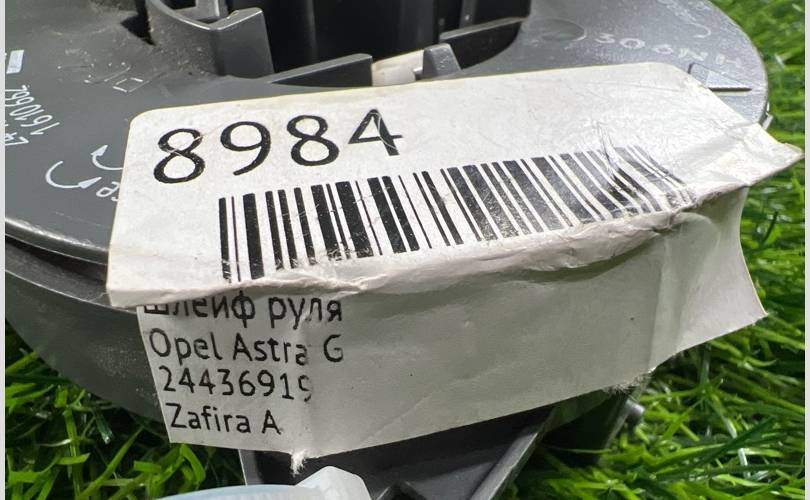 8984
Шлейф руля
Opel Astra G
24436919
Zafira A